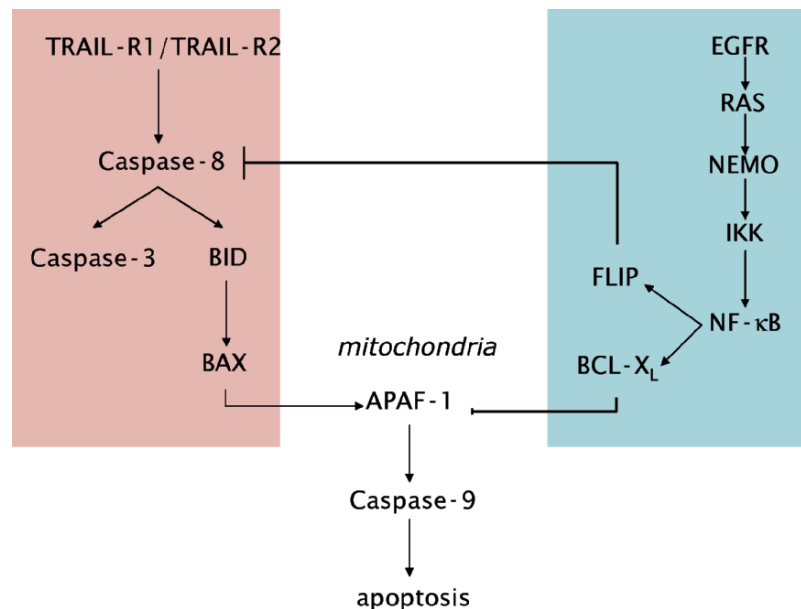 TRAIL-R1/TRAIL-R2
EGFR
RAS
Caspase-8
NEMO
Caspase-3
BID
IKK
FLIP
NF-κB
mitochondria
BAX
BCL-XL
APAF-1
Caspase-9
apoptosis